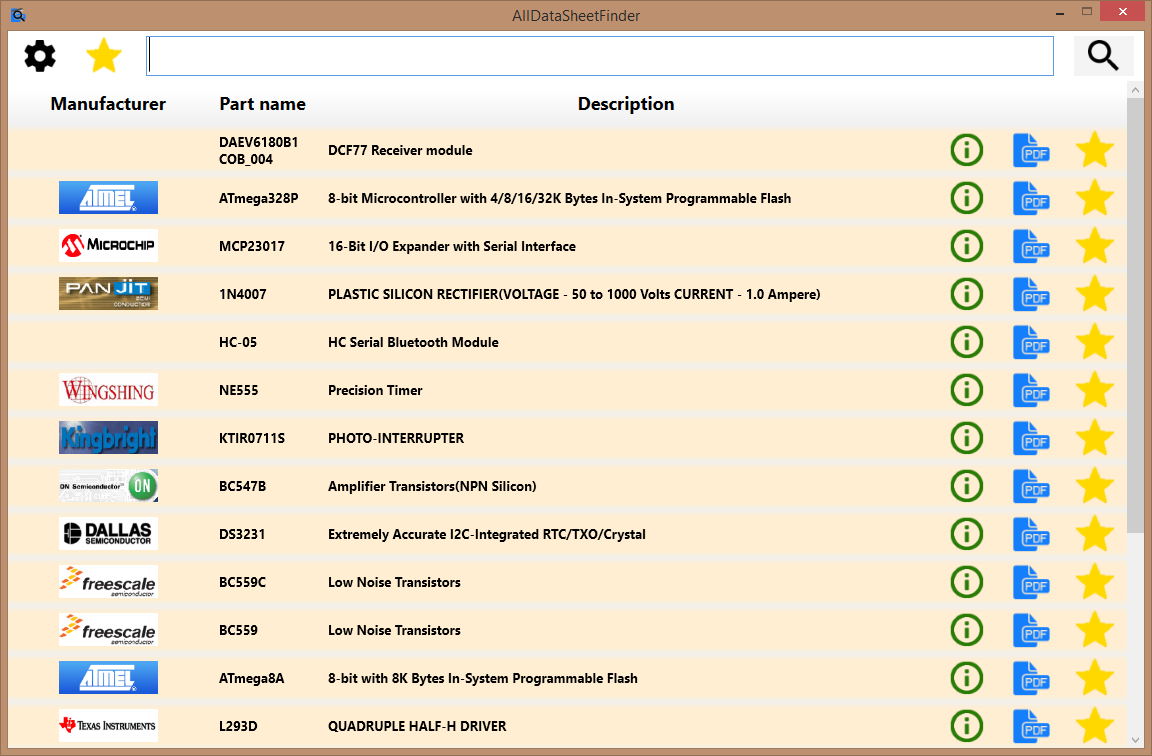 AllDataSheetFinder
Manufacturer Part name Description
DAEV6180B1
COB_004 DCF77 Receiver module PDF
ATMEL ATmega328P 8-bit Microcontroller with 4/8/16/32K Bytes In-System Programmable Flash PDF
MICROCHIP MCP23017 16-Bit I/O Expander with Serial Interface PDF
PANJIT SEMI CONDUCTOR 1N4007 PLASTIC SILICON RECTIFIER(VOLTAGE - 50 to 1000 Volts CURRENT - 1.0 Ampere) PDF
HC-05 HC Serial Bluetooth Module PDF
WINGSHING NE555 Precision Timer PDF
Kingbright KTIR0711S PHOTO-INTERRUPTER PDF
ON Semiconductor ON BC547B Amplifier Transistors(NPN Silicon) PDF
DALLAS SEMICONDUCTOR DS3231 Extremely Accurate I2C-Integrated RTC/TXO/Crystal PDF
freescale semiconductor BC559C Low Noise Transistors PDF
freescale semiconductor BC559 Low Noise Transistors PDF
ATMEL ATmega8A 8-bit with 8K Bytes In-System Programmable Flash PDF
TEXAS INSTRUMENTS L293D QUADRUPLE HALF-H DRIVER PDF